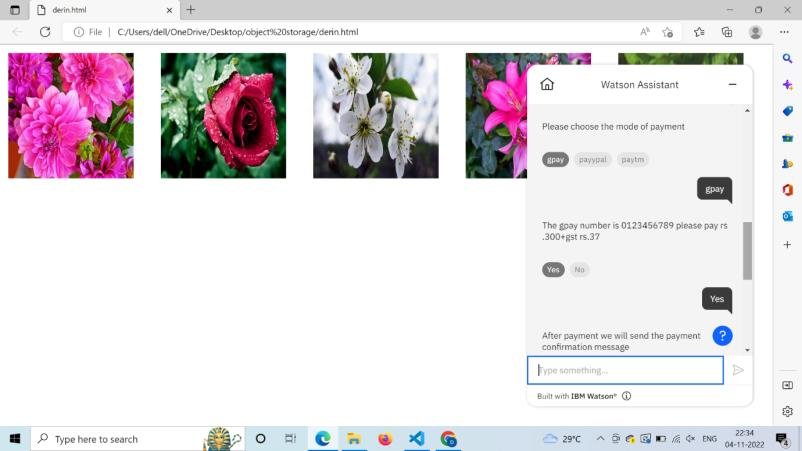 derin.html
File
C:/Users/dell/OneDrive/Desktop/object%20storage/derin.html
Watson Assistant
Please choose the mode of payment
gpay payypal paytm
gpay
The gpay number is 0123456789 please pay rs
.300+gst rs.37
Yes No
Yes
After payment we will send the payment
confirmation message
?
Type something...
Built with IBM Watson®
Type here to search
29°C
ENG
22:34
04-11-2022
4